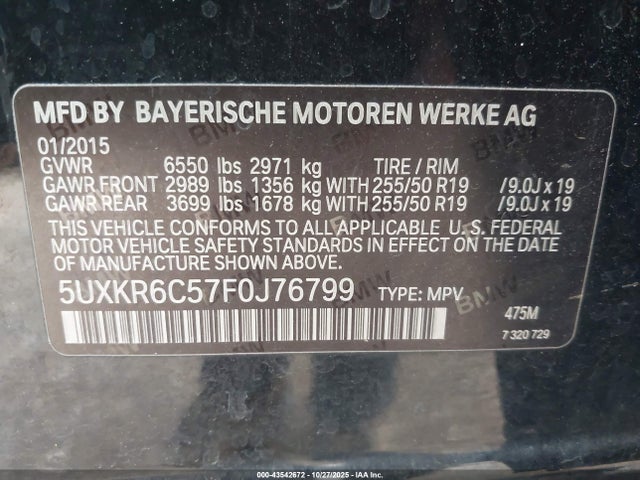 MFD BY BAYERISCHE MOTOREN WERKE AG
01/2015
GVWR 6550 lbs 2971 kg TIRE / RIM
GAWR FRONT 2989 lbs 1356 kg WITH 255/50 R19 /9.0J x 19
GAWR REAR 3699 lbs 1678 kg WITH 255/50 R19 /9.0J x 19
THIS VEHICLE CONFORMS TO ALL APPLICABLE U.S. FEDERAL
MOTOR VEHICLE SAFETY STANDARDS IN EFFECT ON THE DATE
OF MANUFACTURE SHOWN ABOVE.
5UXKR6C57F0J76799 TYPE: MPV
475M
7 320 729
000-43542672 - 10/27/2025 - IAA Inc.